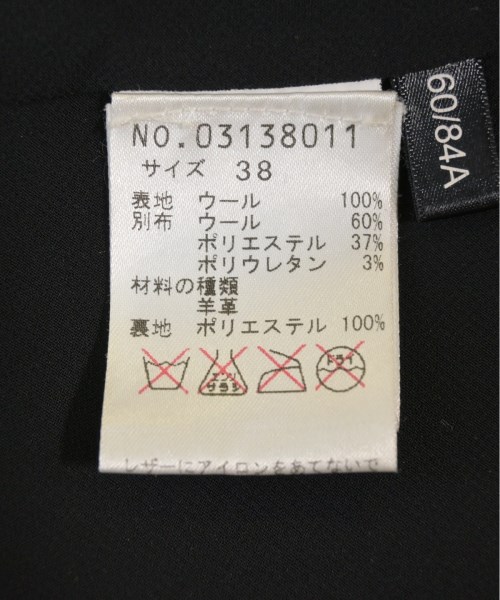 NO.03138011
サイズ 38
表地 ウール 100%
別布 ウール 60%
ポリエステル 37%
ポリウレタン 3%
材料の種類
羊革
裏地 ポリエステル 100%
エンソ
サラシ
ドライ
レザーにアイロンをあてないで
60/84A